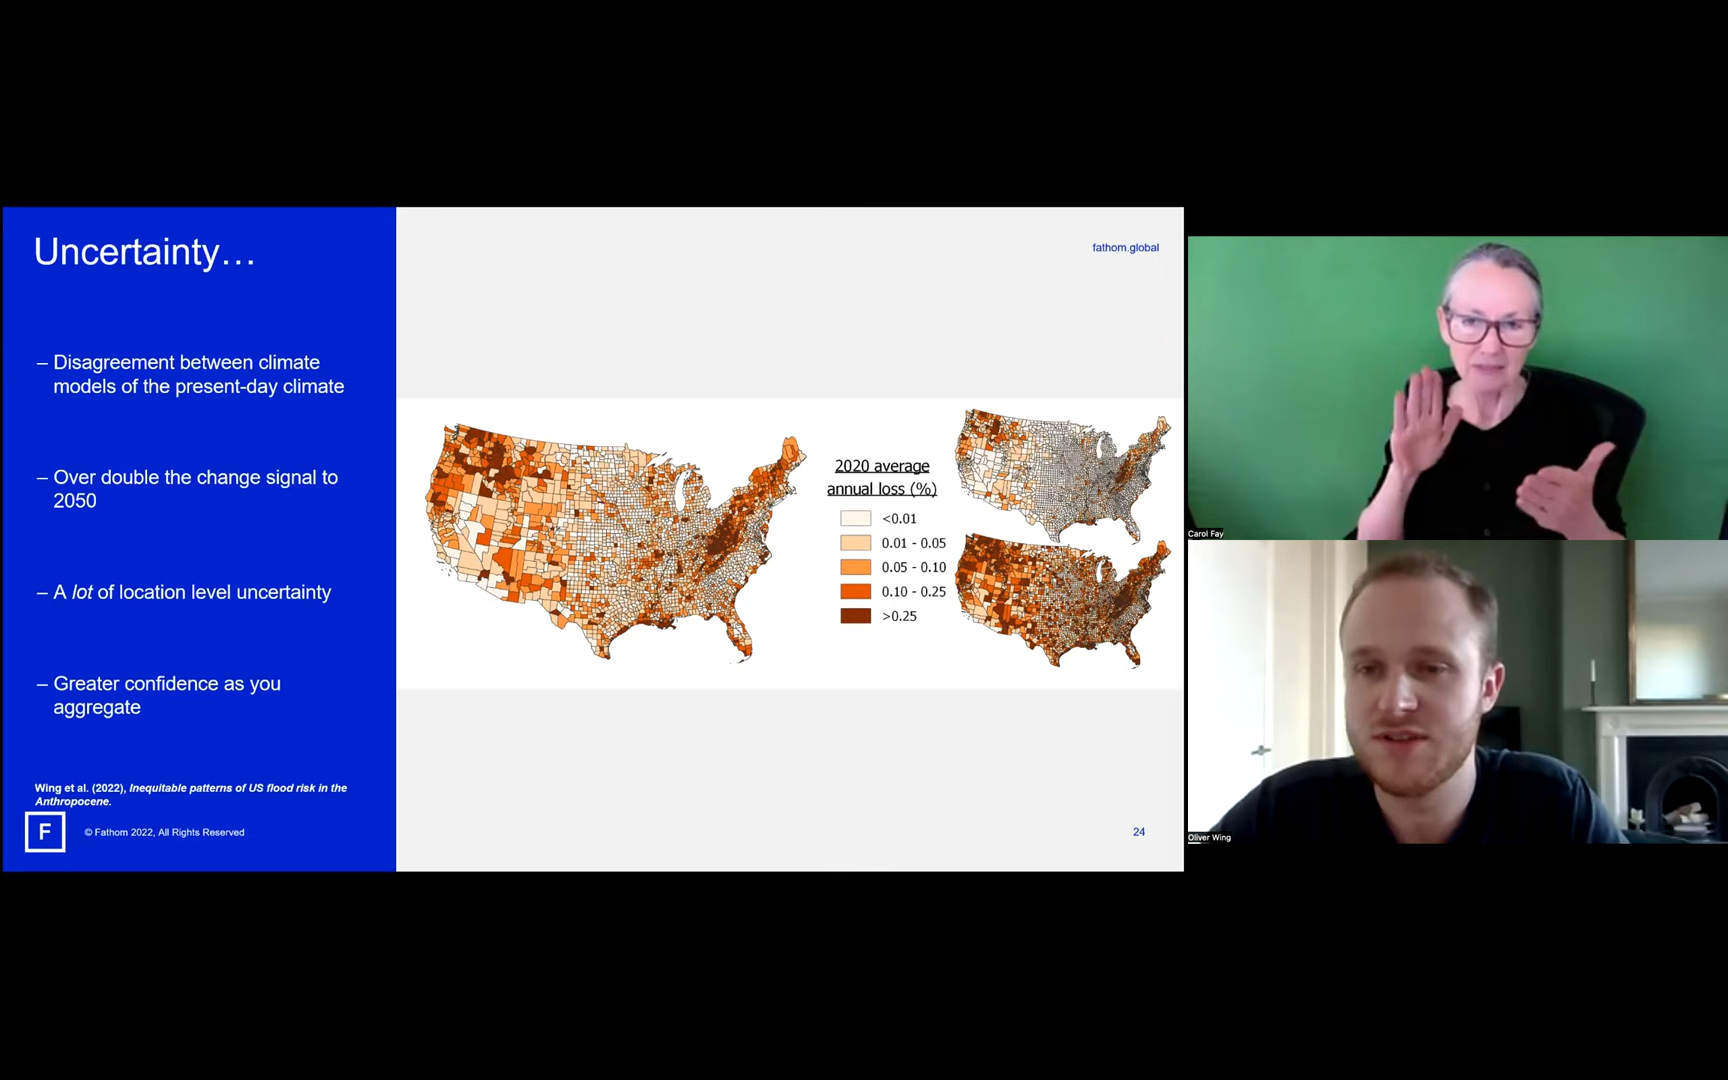 Uncertainty…
fathom.global
– Disagreement between climate
models of the present-day climate
– Over double the change signal to
2050
– A lot of location level uncertainty
– Greater confidence as you
aggregate
Wing et al. (2022), Inequitable patterns of US flood risk in the
Anthropocene.
F
© Fathom 2022, All Rights Reserved
2020 average
annual loss (%)
<0.01
0.01 - 0.05
0.05 - 0.10
0.10 - 0.25
>0.25
24
Carol Fay
Oliver Wing